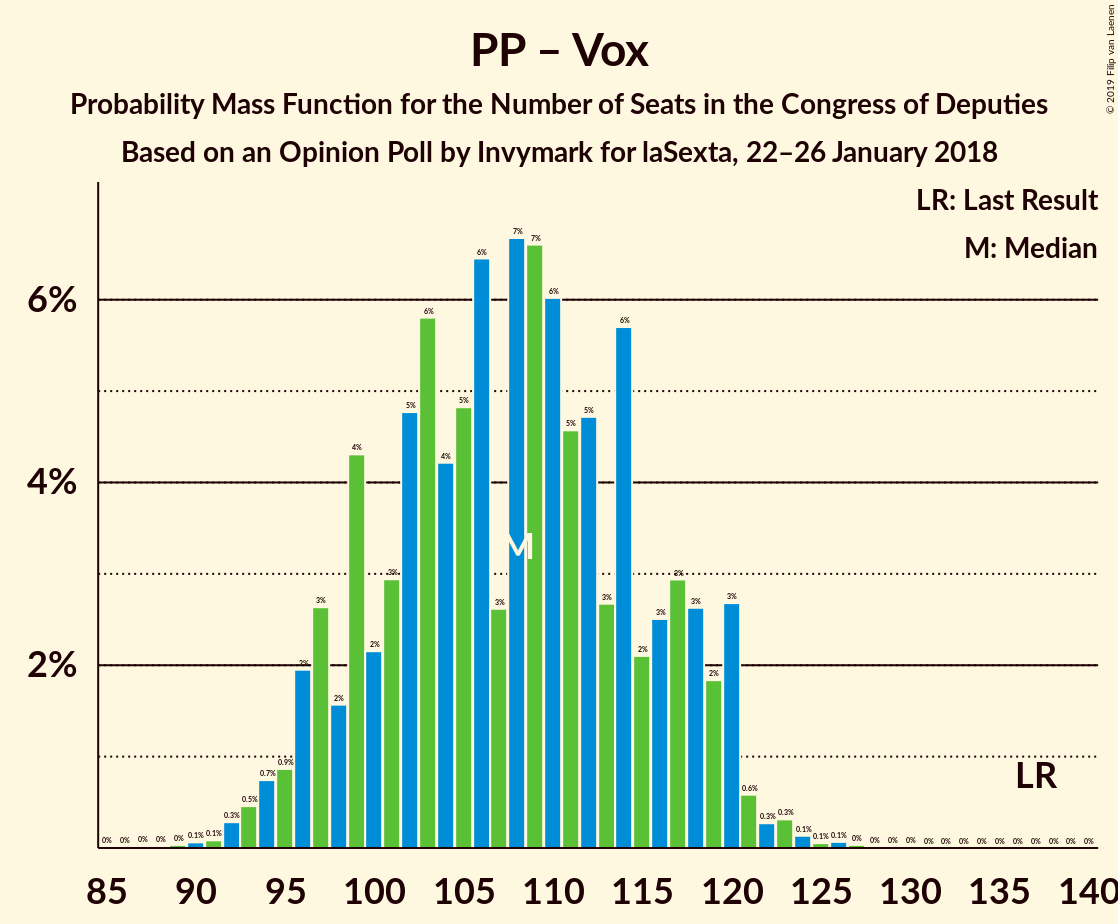 PP – Vox
Probability Mass Function for the Number of Seats in the Congress of Deputies
Based on an Opinion Poll by Invymark for laSexta, 22–26 January 2018
© 2019 Filip van Laenen
LR: Last Result
M: Median
6%
4%
2%
0% 0% 0% 0% 0% 0.1% 0.1% 0.3% 0.5% 0.7% 0.9% 2% 3% 2% 4% 2% 3% 5% 6% 4% 5% 6% 3% 7% 7% 6% 5% 5% 3% 6% 2% 3% 3% 3% 2% 3% 0.6% 0.3% 0.3% 0.1% 0.1% 0.1% 0% 0% 0% 0% 0% 0% 0% 0% 0% 0% 0% 0% 0% 0%
M
LR
85 90 95 100 105 110 115 120 125 130 135 140